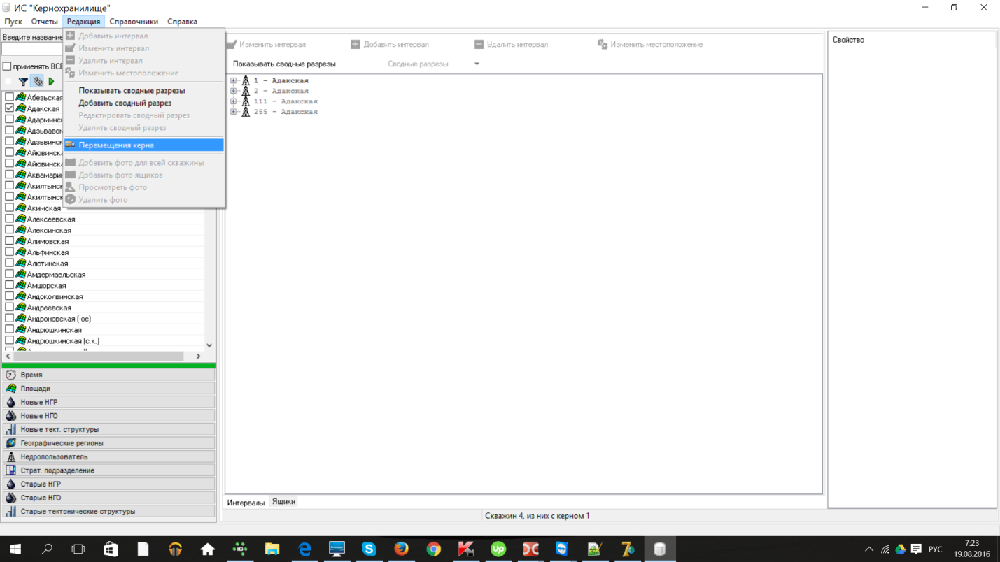 ИС "Кернохранилище"
Пуск Отчеты Редакция Справочники Справка
Введите название
применять ВСЕ
Добавить интервал
Изменить интервал
Удалить интервал
Изменить местоположение
Показывать сводные разрезы
Добавить сводный разрез
Редактировать сводный разрез
Удалить сводный разрез
Перемещения керна
Добавить фото для всей скважины
Добавить фото ящиков
Просмотреть фото
Удалить фото
Абезьская
Адакская
Адарминск
Адзьвавом
Адзьвинск
Айювинска
Айювинска
Аквамарин
Акилтынск
Акилтынск
Акимская
Алексеевская
Алексинская
Алимовская
Альфинская
Алютинская
Амдермаельская
Амшорская
Андоколвинская
Андреевская
Андроновская (-ое)
Андрюшкинская
Андрюшкинская (с.к.)
Время
Площади
Новые НГР
Новые НГО
Новые тект. структуры
Географические регионы
Недропользователь
Страт. подразделение
Старые НГР
Старые НГО
Старые тектонические структуры
Изменить интервал Добавить интервал Удалить интервал Изменить местоположение
Показывать сводные разрезы Сводные разрезы
1 - Адакская
2 - Адакская
111 - Адакская
255 - Адакская
Интервалы Ящики
Скважин 4, из них с керном 1
Свойство
РУС
7:23
19.08.2016